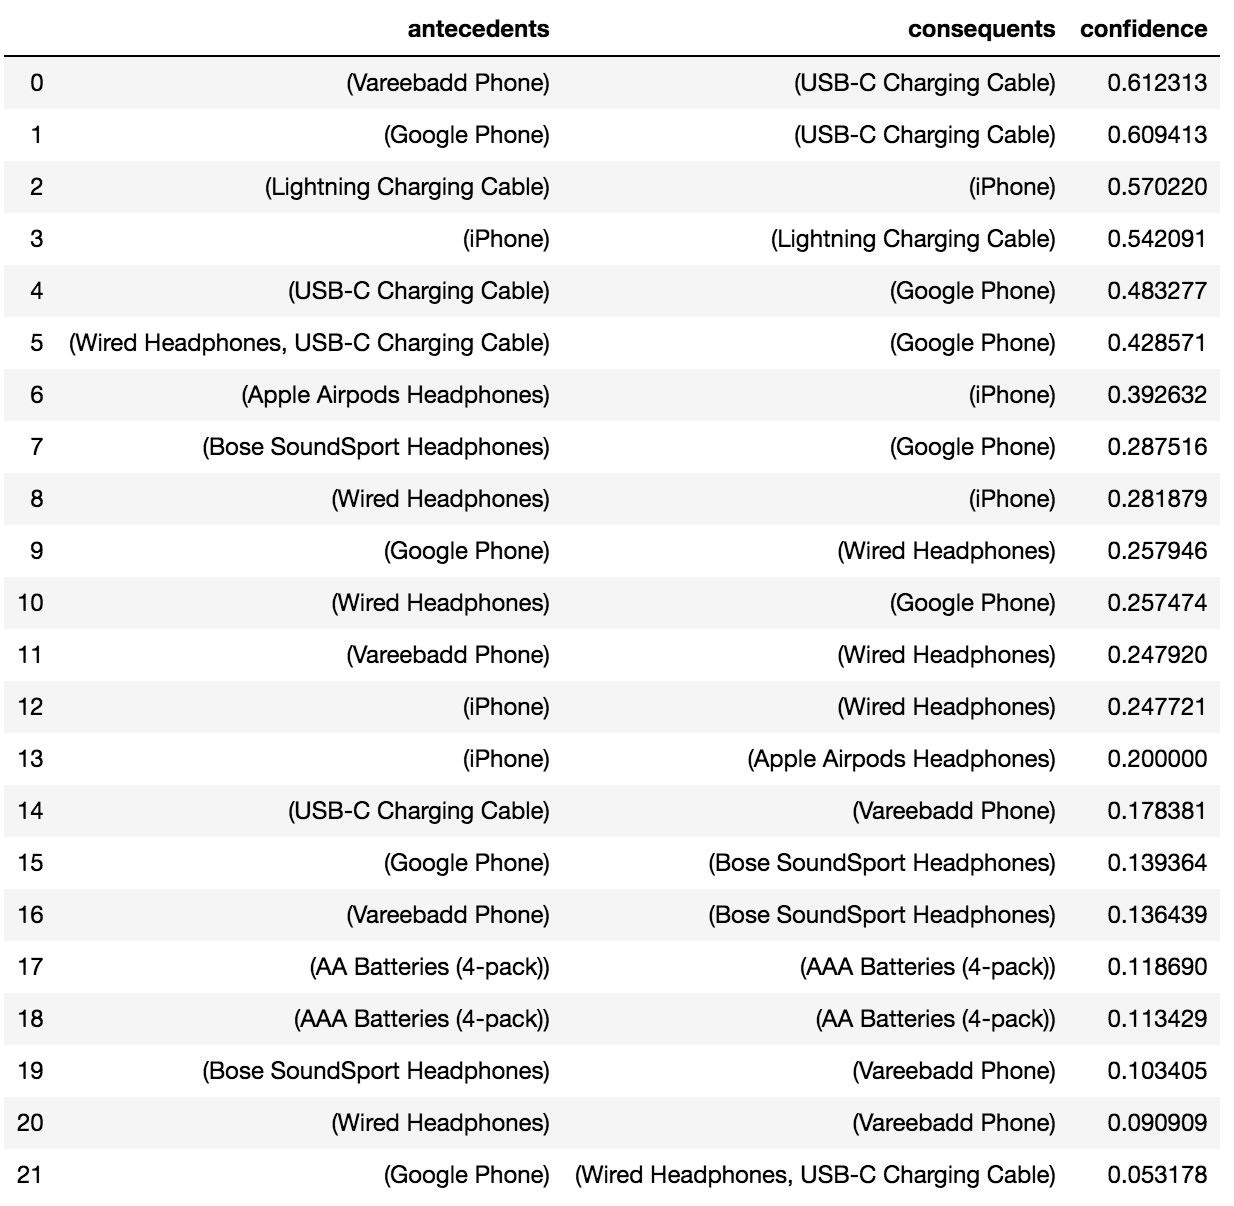 antecedents consequents confidence
0 (Vareebadd Phone) (USB-C Charging Cable) 0.612313
1 (Google Phone) (USB-C Charging Cable) 0.609413
2 (Lightning Charging Cable) (iPhone) 0.570220
3 (iPhone) (Lightning Charging Cable) 0.542091
4 (USB-C Charging Cable) (Google Phone) 0.483277
5 (Wired Headphones, USB-C Charging Cable) (Google Phone) 0.428571
6 (Apple Airpods Headphones) (iPhone) 0.392632
7 (Bose SoundSport Headphones) (Google Phone) 0.287516
8 (Wired Headphones) (iPhone) 0.281879
9 (Google Phone) (Wired Headphones) 0.257946
10 (Wired Headphones) (Google Phone) 0.257474
11 (Vareebadd Phone) (Wired Headphones) 0.247920
12 (iPhone) (Wired Headphones) 0.247721
13 (iPhone) (Apple Airpods Headphones) 0.200000
14 (USB-C Charging Cable) (Vareebadd Phone) 0.178381
15 (Google Phone) (Bose SoundSport Headphones) 0.139364
16 (Vareebadd Phone) (Bose SoundSport Headphones) 0.136439
17 (AA Batteries (4-pack)) (AAA Batteries (4-pack)) 0.118690
18 (AAA Batteries (4-pack)) (AA Batteries (4-pack)) 0.113429
19 (Bose SoundSport Headphones) (Vareebadd Phone) 0.103405
20 (Wired Headphones) (Vareebadd Phone) 0.090909
21 (Google Phone) (Wired Headphones, USB-C Charging Cable) 0.053178